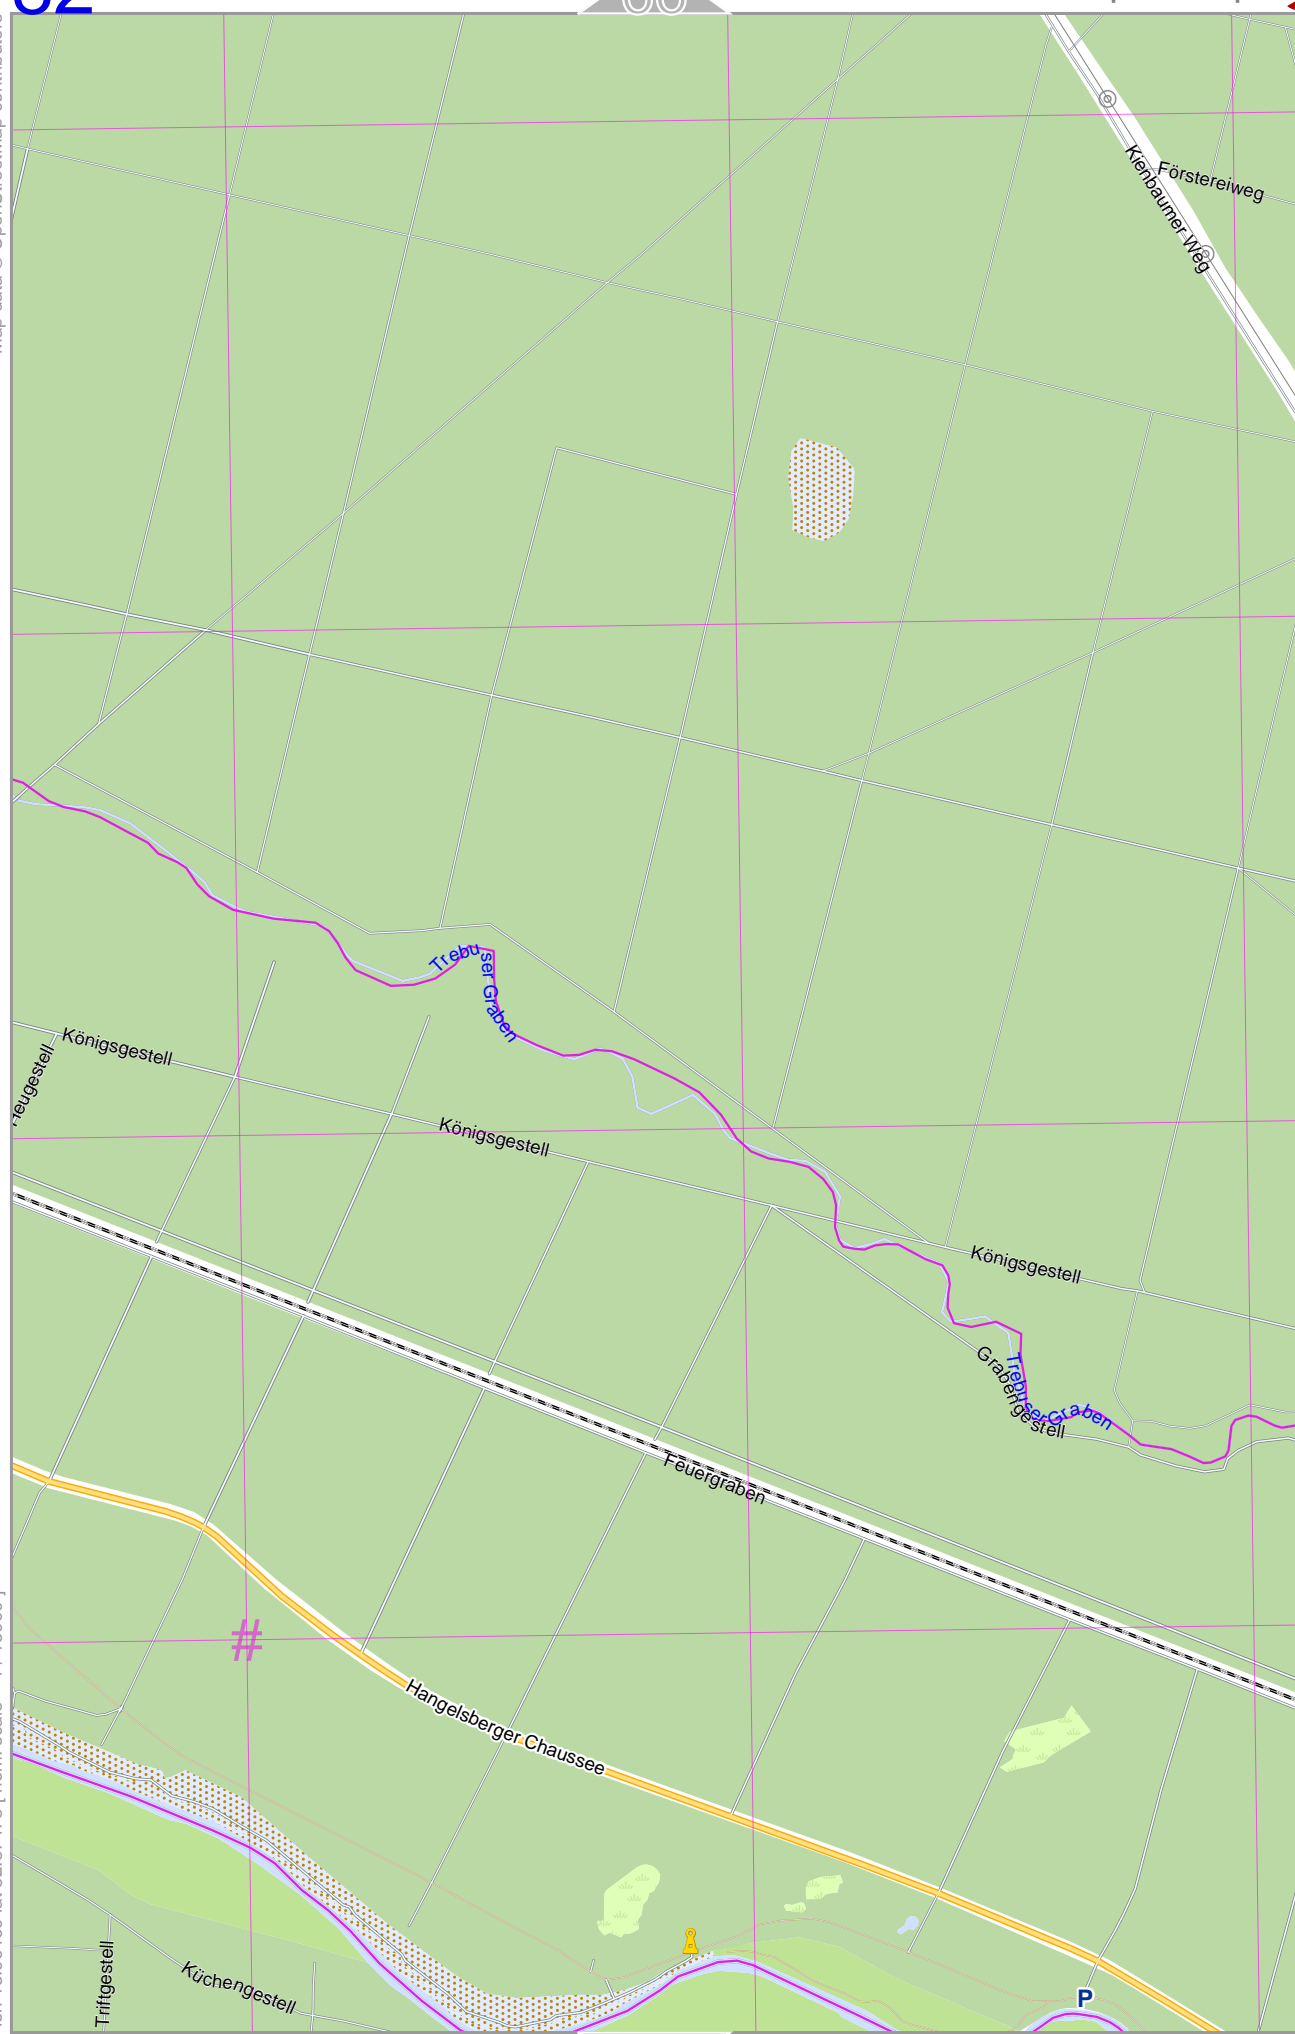 Förstereiweg
Kienbaumer Weg
Trebuser Graben
Königsgestell
Heugestell
Königsgestell
Königsgestell
Grabengestell
Trebuser Graben
Feuergraben
#
Hangelsberger Chaussee
P
Triftgestell
Küchengestell